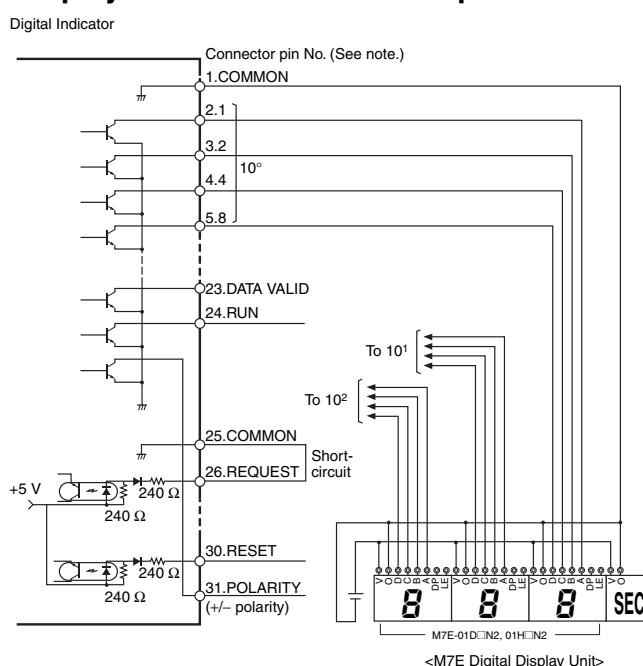 Digital Indicator
Connector pin No. (See note.)
1.COMMON
2.1
3.2
10°
4.4
5.8
23.DATA VALID
24.RUN
To 10¹
To 10²
25.COMMON
Short-
circuit
26.REQUEST
+5 V
240 Ω
240 Ω
30.RESET
240 Ω
240 Ω
31.POLARITY
(+/− polarity)
V O D C B A DP LE V O D C B A DP LE V O D C B A DP LE V O
8 8 8 SEC
M7E-01D□N2, 01H□N2
<M7E Digital Display Unit>